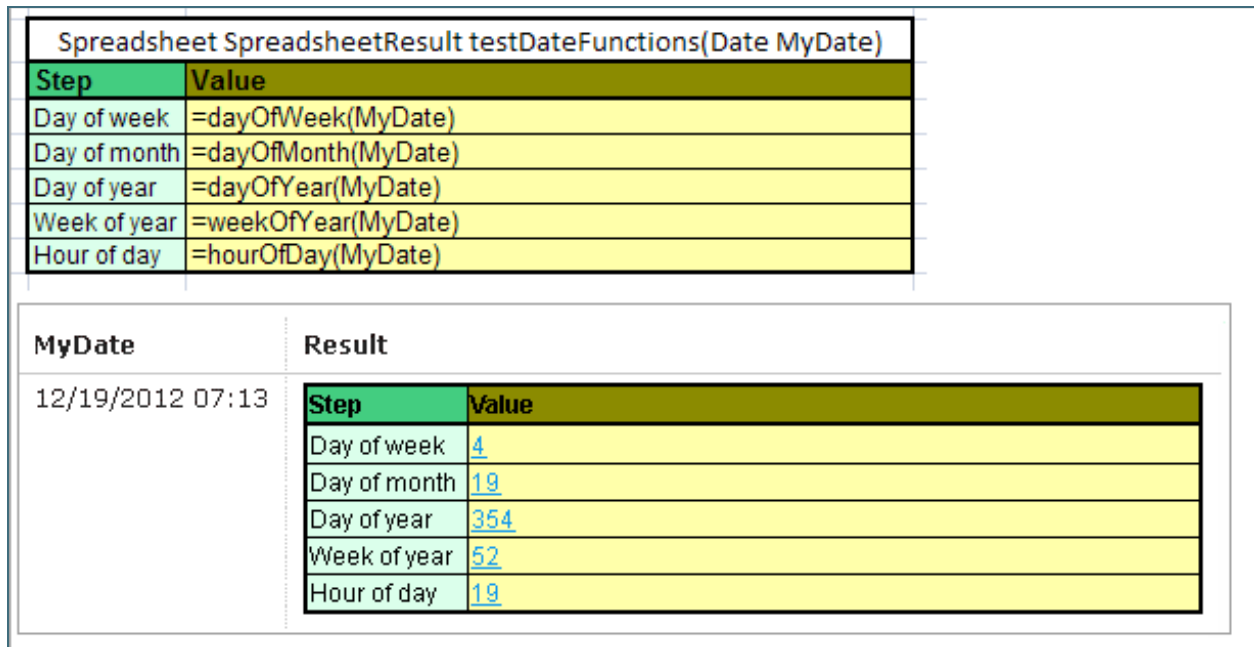 Spreadsheet SpreadsheetResult testDateFunctions(Date MyDate)
Step Value
Day of week =dayOfWeek(MyDate)
Day of month =dayOfMonth(MyDate)
Day of year =dayOfYear(MyDate)
Week of year =weekOfYear(MyDate)
Hour of day =hourOfDay(MyDate)
MyDate Result
12/19/2012 07:13 Step Value
Day of week 4
Day of month 19
Day of year 354
Week of year 52
Hour of day 19